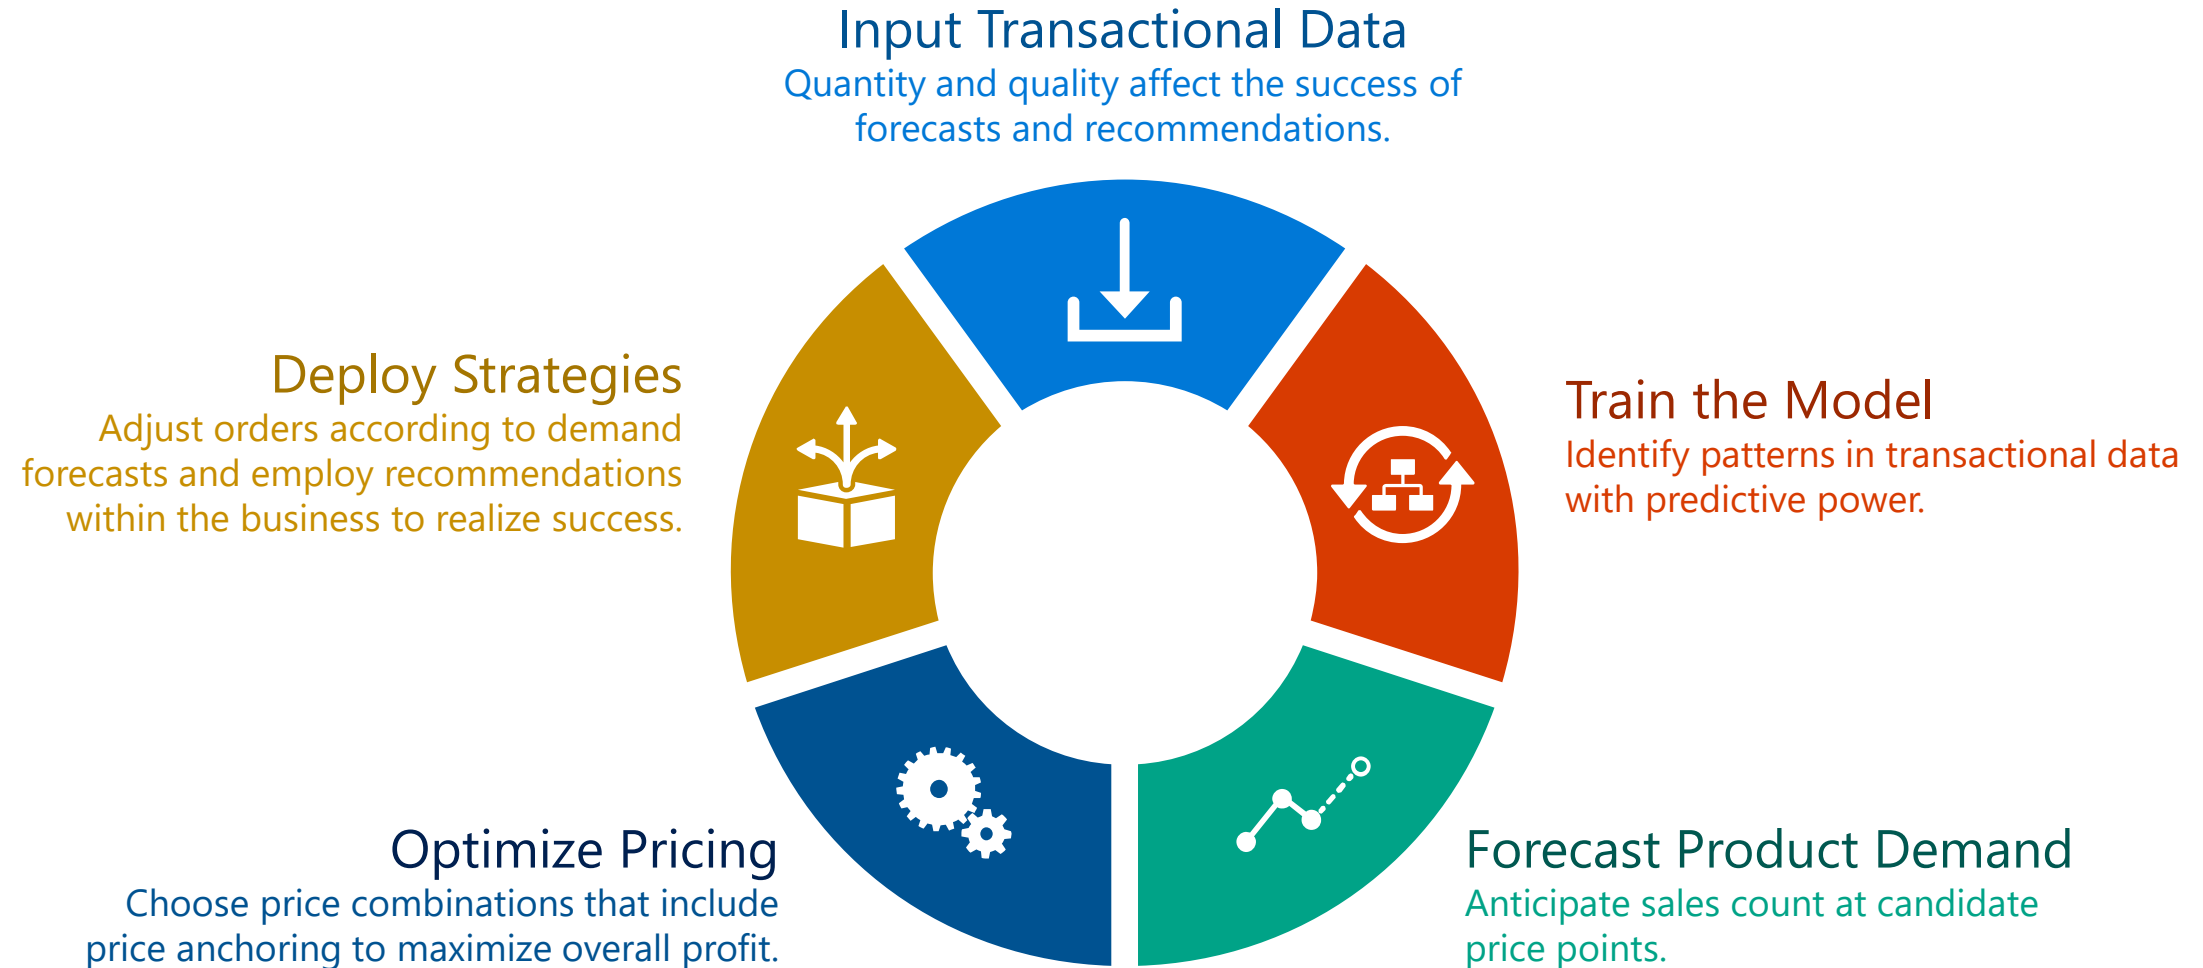 Input Transactional Data
Quantity and quality affect the success of
forecasts and recommendations.
Train the Model
Identify patterns in transactional data
with predictive power.
Forecast Product Demand
Anticipate sales count at candidate
price points.
Optimize Pricing
Choose price combinations that include
price anchoring to maximize overall profit.
Deploy Strategies
Adjust orders according to demand
forecasts and employ recommendations
within the business to realize success.